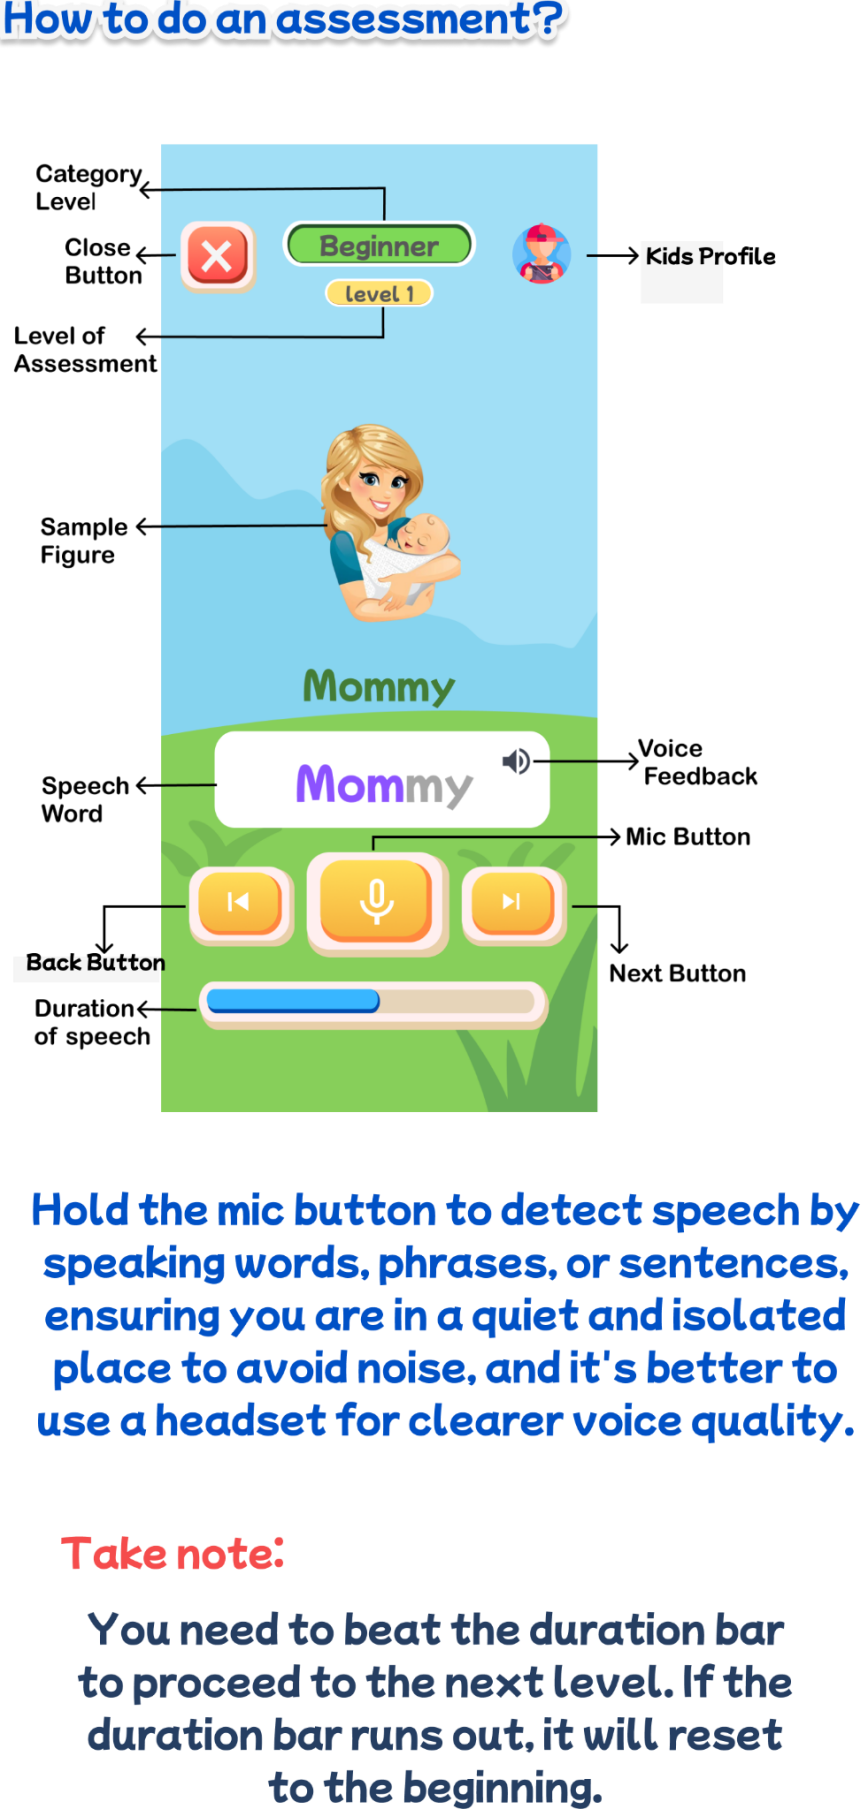 How to do an assessment?
Category
Level
Close
Button
Beginner
Kids Profile
level 1
Level of
Assessment
Sample
Figure
Mommy
Voice
Feedback
Speech
Word
Mommy
Mic Button
Back Button
Next Button
Duration
of speech
Hold the mic button to detect speech by
speaking words, phrases, or sentences,
ensuring you are in a quiet and isolated
place to avoid noise, and it's better to
use a headset for clearer voice quality.
Take note:
You need to beat the duration bar
to proceed to the next level. If the
duration bar runs out, it will reset
to the beginning.